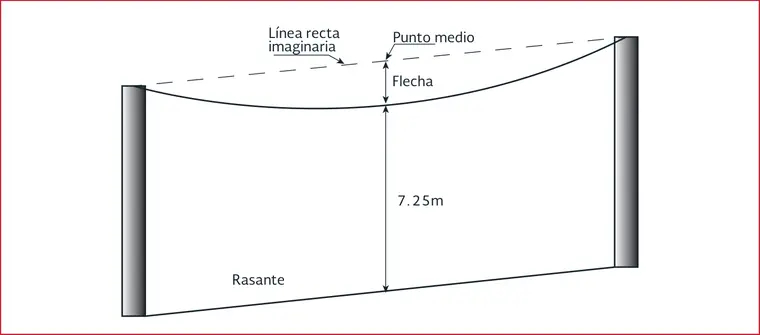 Línea recta
imaginaria
Punto medio
Flecha
7.25m
Rasante